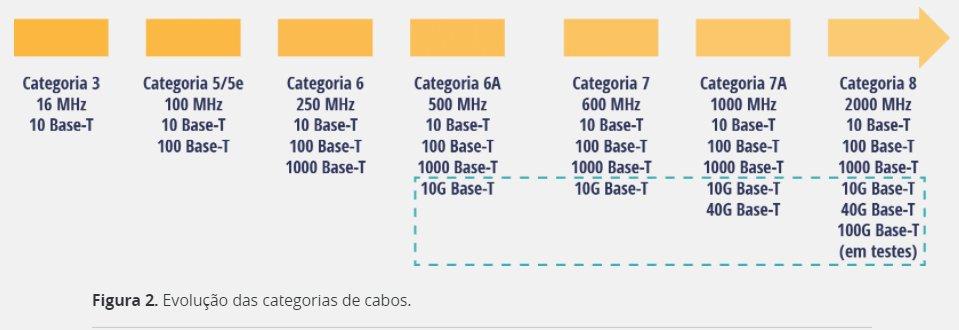 Categoria 3
16 MHz
10 Base-T
Categoria 5/5e
100 MHz
10 Base-T
100 Base-T
Categoria 6
250 MHz
10 Base-T
100 Base-T
1000 Base-T
Categoria 6A
500 MHz
10 Base-T
100 Base-T
1000 Base-T
10G Base-T
Categoria 7
600 MHz
10 Base-T
100 Base-T
1000 Base-T
10G Base-T
Categoria 7A
1000 MHz
10 Base-T
100 Base-T
1000 Base-T
10G Base-T
40G Base-T
Categoria 8
2000 MHz
10 Base-T
100 Base-T
1000 Base-T
10G Base-T
40G Base-T
100G Base-T
(em testes)
Figura 2. Evolução das categorias de cabos.